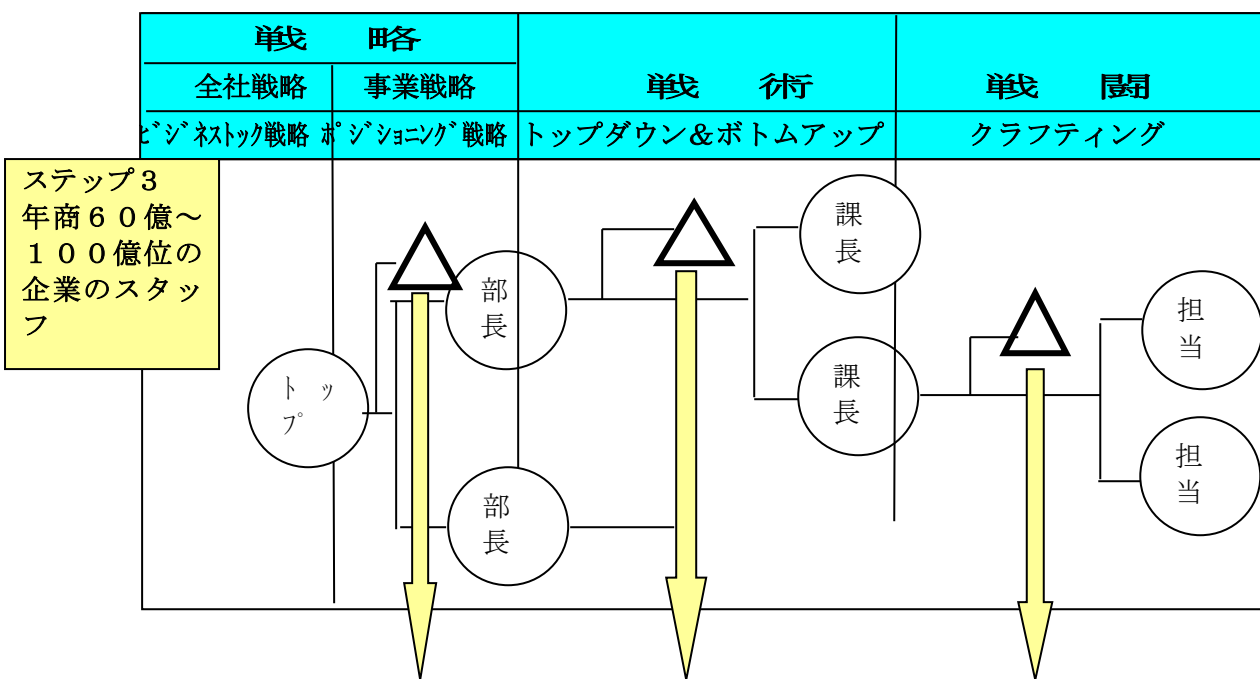 戦　略
全社戦略
事業戦略
戦　術
戦　闘
ﾋﾞｼﾞﾈｽﾄｯｸ戦略
ﾎﾟｼﾞｼｮﾆﾝｸﾞ戦略
トップダウン＆ボトムアップ
クラフティング
ステップ３
年商６０億～
１００億位の
企業のスタッ
フ
トッ
プ
部
長
部
長
課
長
課
長
担
当
担
当